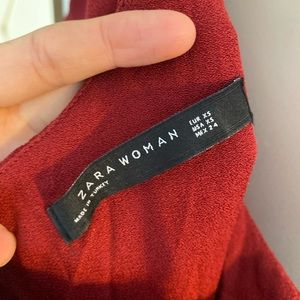 ZARA WOMAN
MADE IN
TURKEY
EUR XS
USA XS
MEX 24